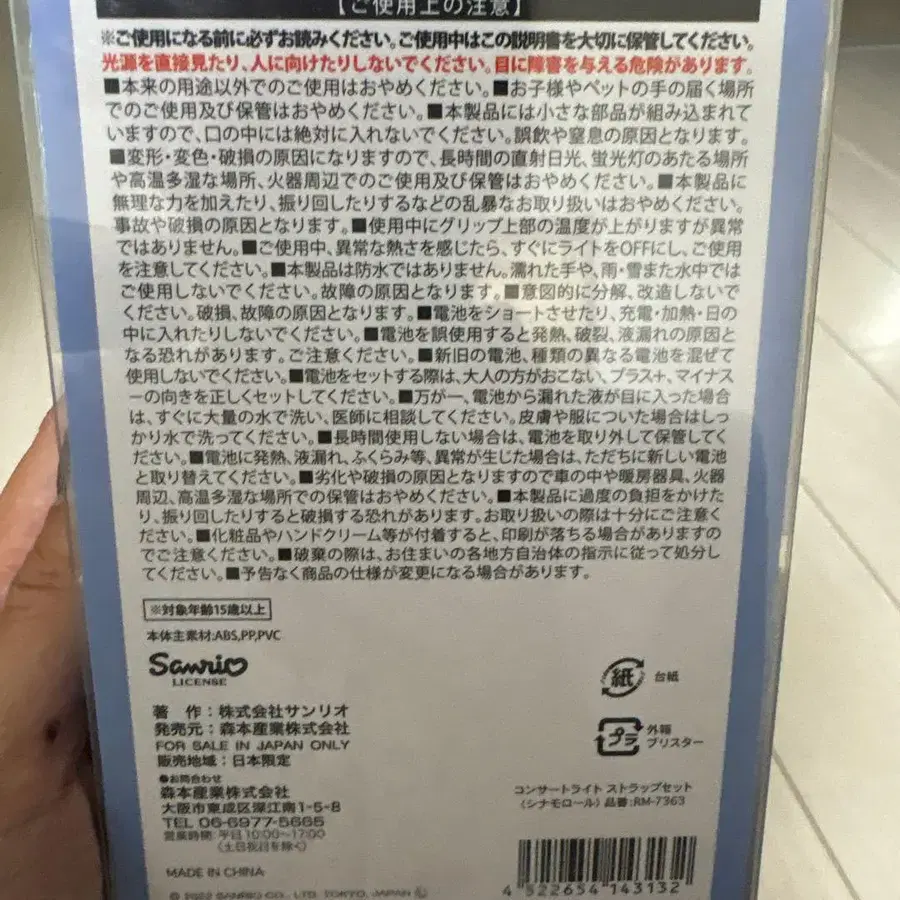 【ご使用上の注意】
※ご使用になる前に必ずお読みください。ご使用中はこの説明書を大切に保管してください。
光源を直接見たり、人に向けたりしないでください。目に障害を与える危険があります。
■本来の用途以外でのご使用はおやめください。■お子様やペットの手の届く場所
でのご使用及び保管はおやめください。■本製品には小さな部品が組み込まれ
ていますので、口の中には絶対に入れないでください。誤飲や窒息の原因となります。
■変形・変色・破損の原因になりますので、長時間の直射日光、蛍光灯のあたる場所
や高温多湿な場所、火器周辺でのご使用及び保管はおやめください。■本製品に
無理な力を加えたり、振り回したりするなどの乱暴なお取り扱いはおやめください。
事故や破損の原因となります。■使用中にグリップ上部の温度が上がりますが異常
ではありません。■ご使用中、異常な熱さを感じたら、すぐにライトをOFFにし、ご使用
を注意してください。■本製品は防水ではありません。濡れた手や、雨・雪また水中では
ご使用しないでください。故障の原因となります。■意図的に分解、改造しないで
ください。破損、故障の原因となります。■電池をショートさせたり、充電・加熱・日の
中に入れたりしないでください。■電池を誤使用すると発熱、破裂、液漏れの原因と
なる恐れがあります。ご注意ください。■新旧の電池、種類の異なる電池を混ぜて
使用しないでください。■電池をセットする際は、大人の方がおこない、プラス+、マイナス
ーの向きを正しくセットしてください。■万が一、電池から漏れた液が目に入った場合
は、すぐに大量の水で洗い、医師に相談してください。皮膚や服についた場合はしっ
かり水で洗ってください。■長時間使用しない場合は、電池を取り外して保管してく
ださい。■電池に発熱、液漏れ、ふくらみ等、異常が生じた場合は、ただちに新しい電池
と取り替えてください。■劣化や破損の原因となりますので車の中や暖房器具、火器
周辺、高温多湿な場所での保管はおやめください。■本製品に過度の負担をかけた
り、振り回したりすると破損する恐れがあります。お取り扱いの際は十分にご注意くだ
さい。■化粧品やハンドクリーム等が付着すると、印刷が落ちる場合がありますの
でご注意ください。■破棄の際は、お住まいの各地方自治体の指示に従って処分し
てください。■予告なく商品の仕様が変更になる場合があります。
※対象年齢15歳以上
本体主素材:ABS,PP,PVC
Sanrio
LICENSE
著 作:株式会社サンリオ
発売元:森本産業株式会社
FOR SALE IN JAPAN ONLY
販売地域:日本限定
●お問合わせ
森本産業株式会社
大阪市東成区深江南1-5-8
TEL 06-6977-5665
営業時間:平日 10:00〜17:00
(土日祝日を除く)
MADE IN CHINA
© 2022 SANRIO CO., LTD. TOKYO, JAPAN Ⓛ
紙 台紙
プラ 外箱
ブリスター
コンサートライト ストラップセット
(シナモロール) 品番:RM-7363
4 522654 143132